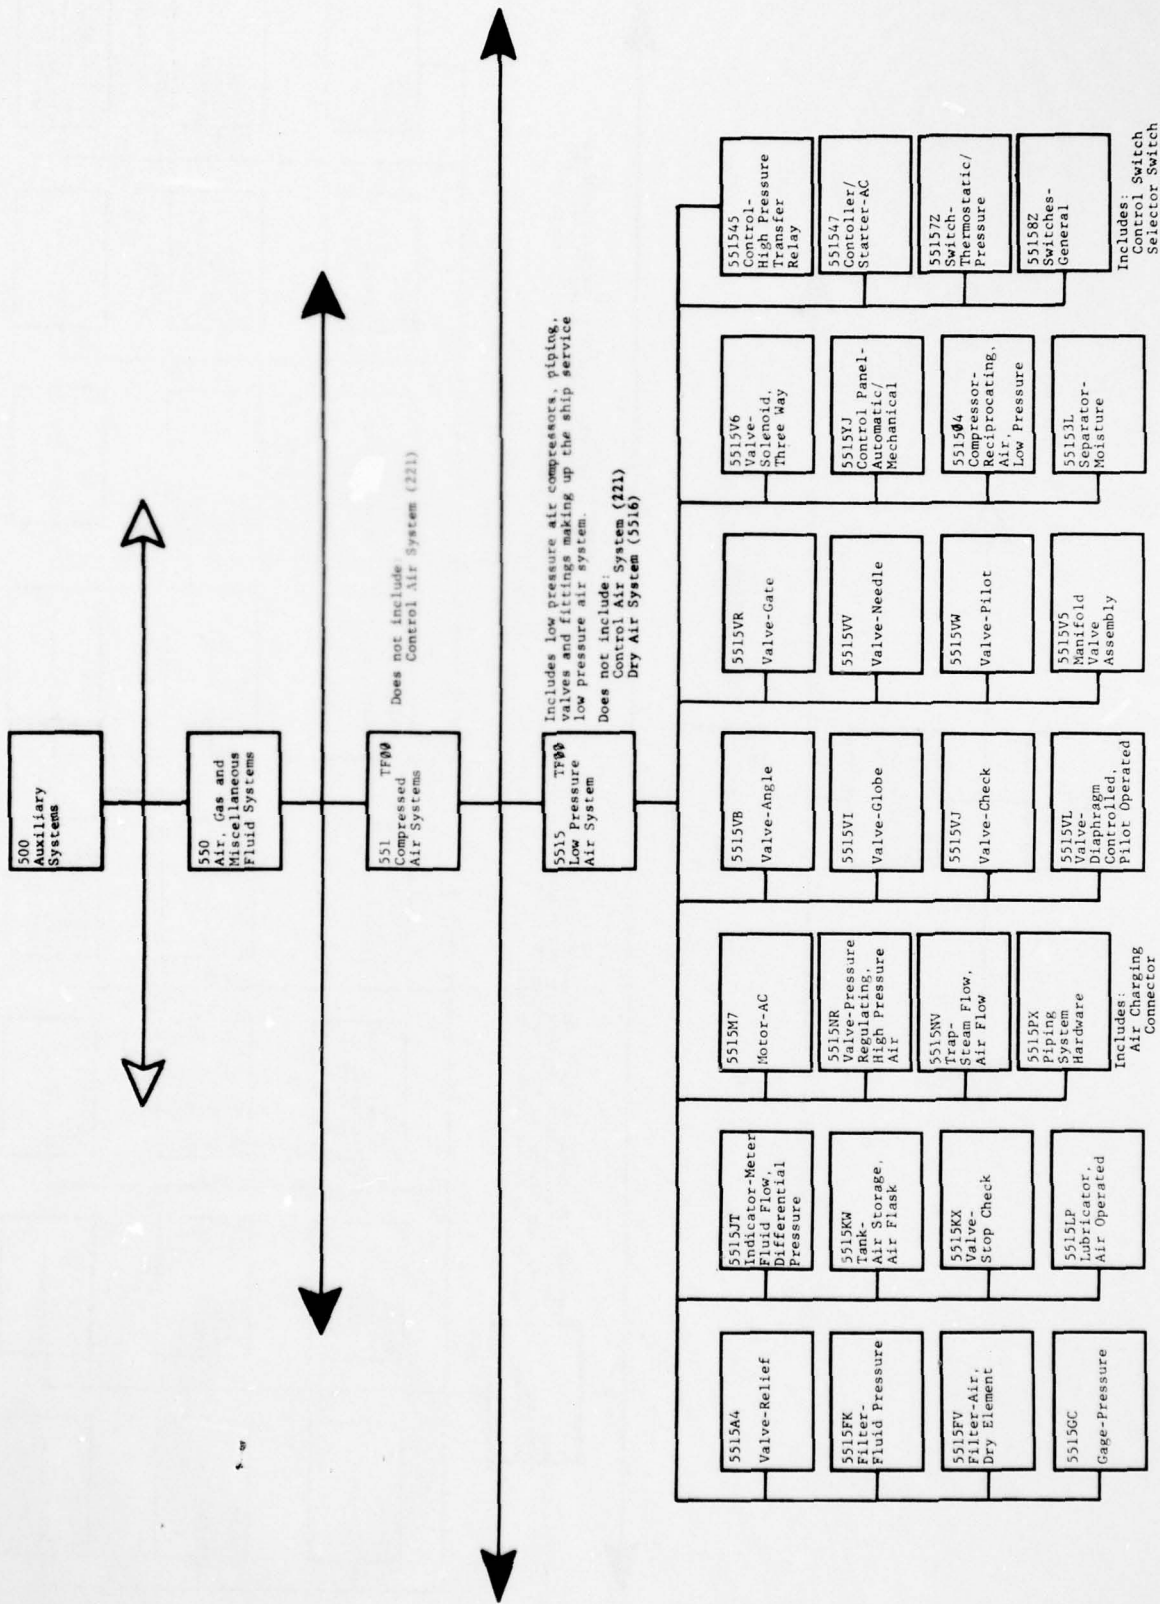 500
Auxiliary
Systems
550
Air, Gas and
Miscellaneous
Fluid Systems
551 TF00
Compressed
Air Systems
Does not include:
Control Air System (221)
5515 TF00
Low Pressure
Air System
Includes low pressure air compressors, piping,
valves and fittings making up the ship service
low pressure air system.
Does not include:
Control Air System (221)
Dry Air System (5516)
5515A4
Valve-Relief
5515FK
Filter-
Fluid Pressure
5515FV
Filter-Air,
Dry Element
5515GC
Gage-Pressure
5515JT
Indicator-Meter
Fluid Flow,
Differential
Pressure
5515KW
Tank-
Air Storage,
Air Flask
5515KX
Valve-
Stop Check
5515LP
Lubricator,
Air Operated
5515M7
Motor-AC
5515NR
Valve-Pressure
Regulating,
High Pressure
Air
5515NV
Trap-
Steam Flow,
Air Flow
5515PX
Piping
System
Hardware
Includes:
Air Charging
Connector
5515VB
Valve-Angle
5515VI
Valve-Globe
5515VJ
Valve-Check
5515VL
Valve-
Diaphragm
Controlled,
Pilot Operated
5515VR
Valve-Gate
5515VV
Valve-Needle
5515VW
Valve-Pilot
5515V5
Manifold
Valve
Assembly
5515V6
Valve-
Solenoid,
Three Way
5515YJ
Control Panel-
Automatic/
Mechanical
551504
Compressor-
Reciprocating,
Air,
Low Pressure
55153L
Separator-
Moisture
551545
Control-
High Pressure
Transfer
Relay
551547
Contoller/
Starter-AC
55157Z
Switch-
Thermostatic/
Pressure
55158Z
Switches-
General
Includes:
Control Switch
Selector Switch